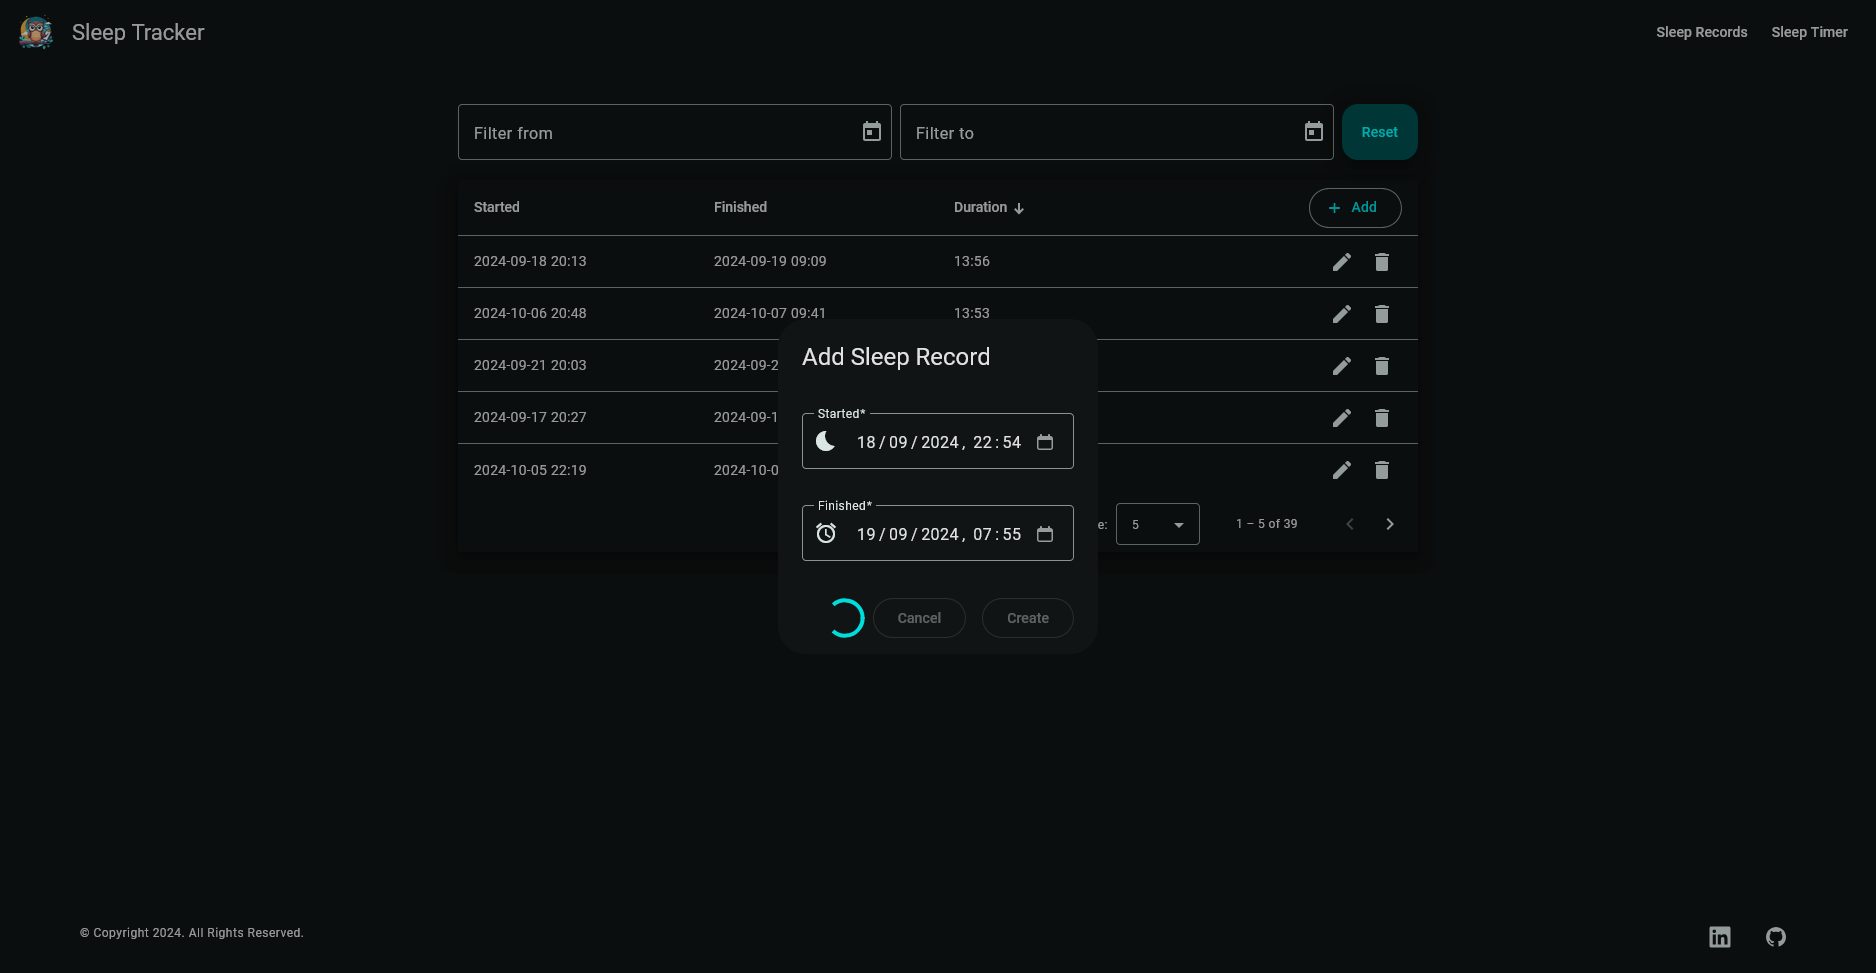 Sleep Tracker
Sleep Records Sleep Timer
Filter from Filter to Reset
Started Finished Duration Add
2024-09-18 20:13 2024-09-19 09:09 13:56
2024-10-06 20:48 2024-10-07 09:41 13:53
2024-09-21 20:03 2024-09-2
2024-09-17 20:27 2024-09-1
2024-10-05 22:19 2024-10-0
e: 5 1 – 5 of 39
Add Sleep Record
Started*
18/09/2024, 22:54
Finished*
19/09/2024, 07:55
Cancel Create
© Copyright 2024. All Rights Reserved.
in